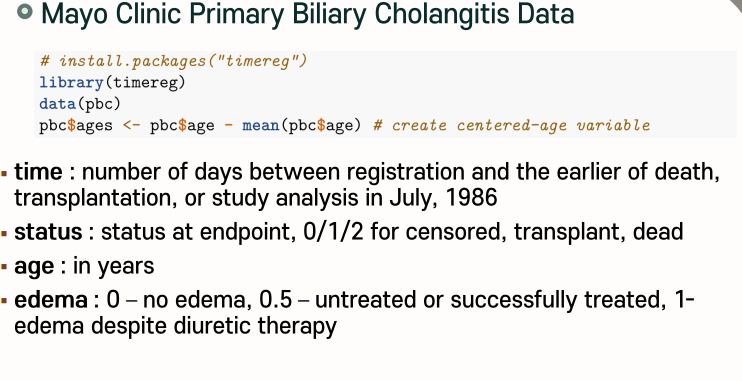 Mayo Clinic Primary Biliary Cholangitis Data
# install.packages("timereg")
library(timereg)
data(pbc)
pbc$ages <- pbc$age - mean(pbc$age) # create centered-age variable
▪ time : number of days between registration and the earlier of death,
transplantation, or study analysis in July, 1986
▪ status : status at endpoint, 0/1/2 for censored, transplant, dead
▪ age : in years
▪ edema : 0 – no edema, 0.5 – untreated or successfully treated, 1-
edema despite diuretic therapy